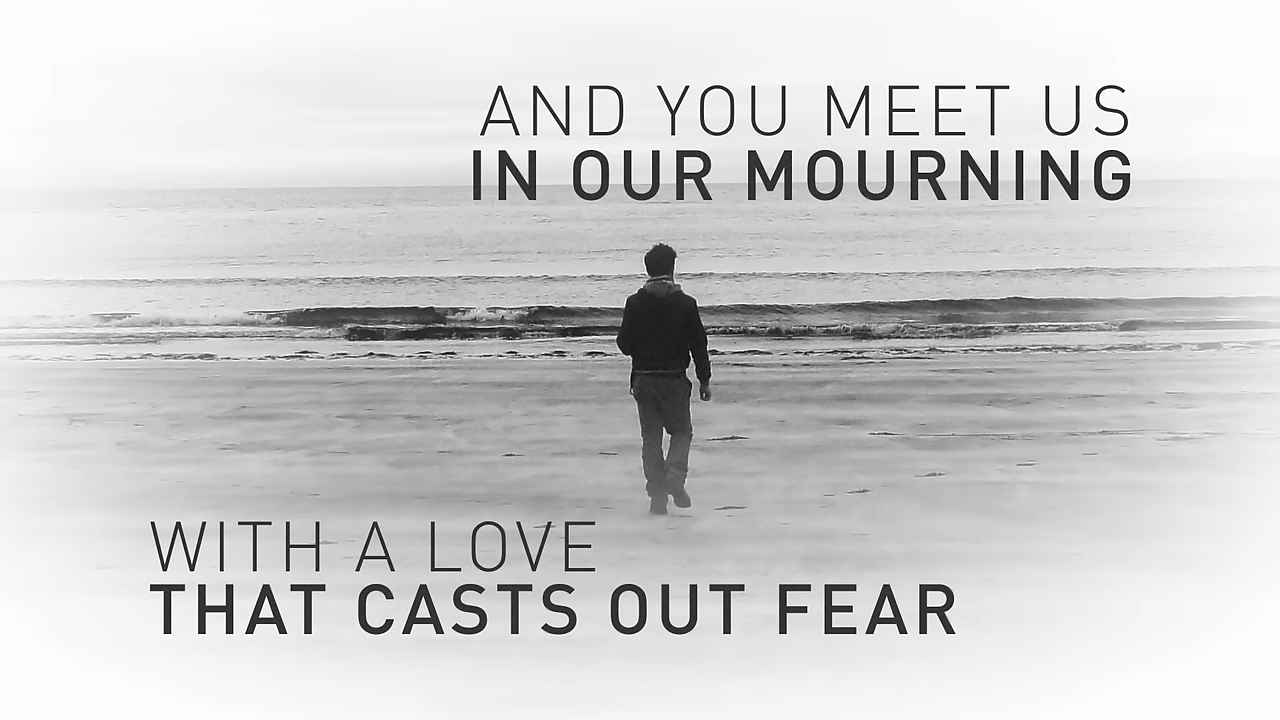 AND YOU MEET US
IN OUR MOURNING
WITH A LOVE
THAT CASTS OUT FEAR